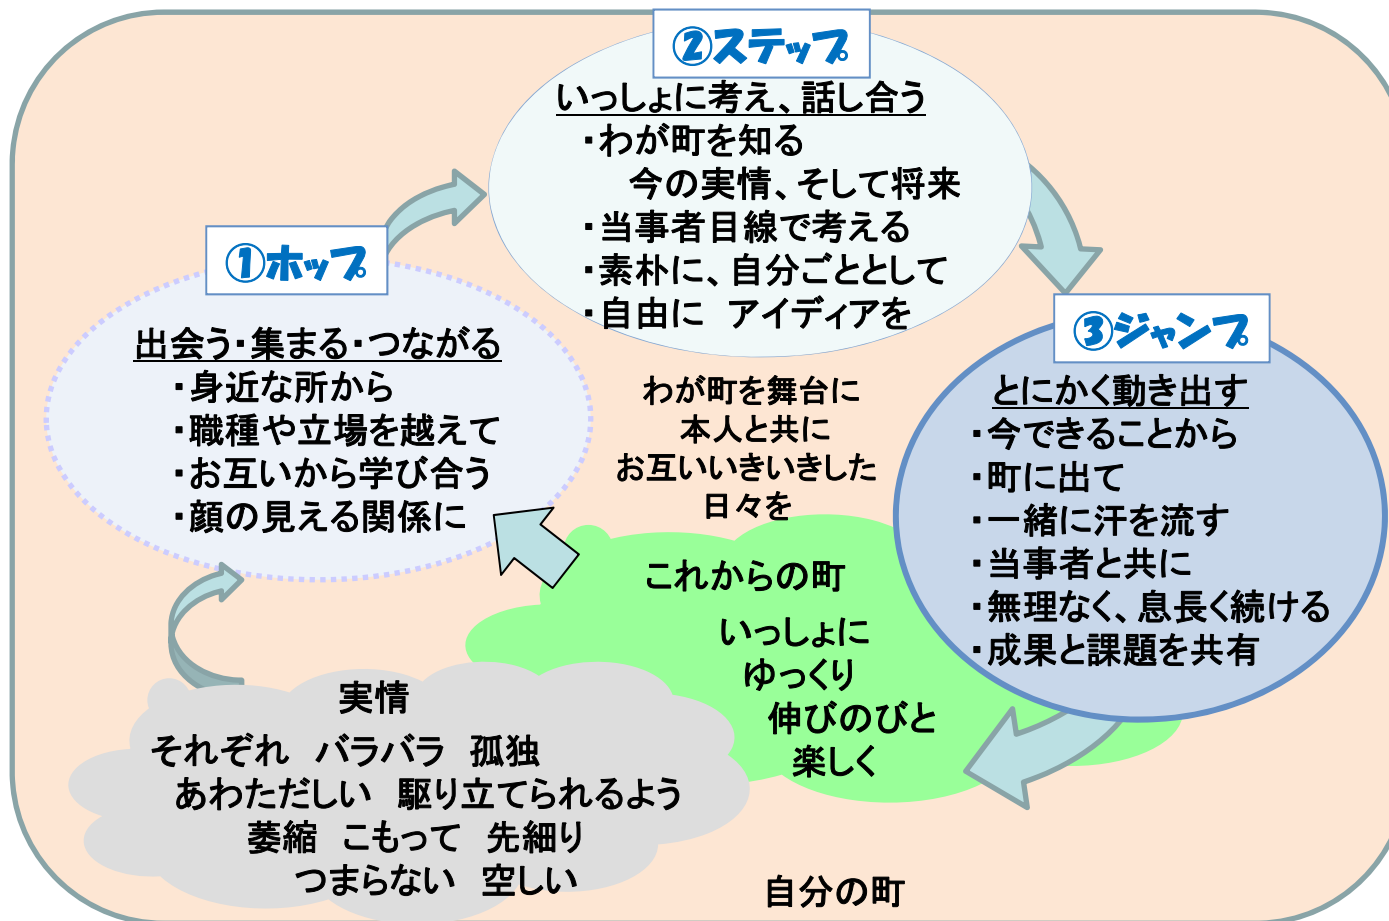 ①ホップ
出会う・集まる・つながる
・身近な所から
・職種や立場を越えて
・お互いから学び合う
・顔の見える関係に
②ステップ
いっしょに考え、話し合う
・わが町を知る
今の実情、そして将来
・当事者目線で考える
・素朴に、自分ごととして
・自由に アイディアを
③ジャンプ
とにかく動き出す
・今できることから
・町に出て
・一緒に汗を流す
・当事者と共に
・無理なく、息長く続ける
・成果と課題を共有
わが町を舞台に
本人と共に
お互いいきいきした
日々を
これからの町
いっしょに
ゆっくり
伸びのびと
楽しく
実情
それぞれ バラバラ 孤独
あわただしい 駆り立てられるよう
萎縮 こもって 先細り
つまらない 空しい
自分の町